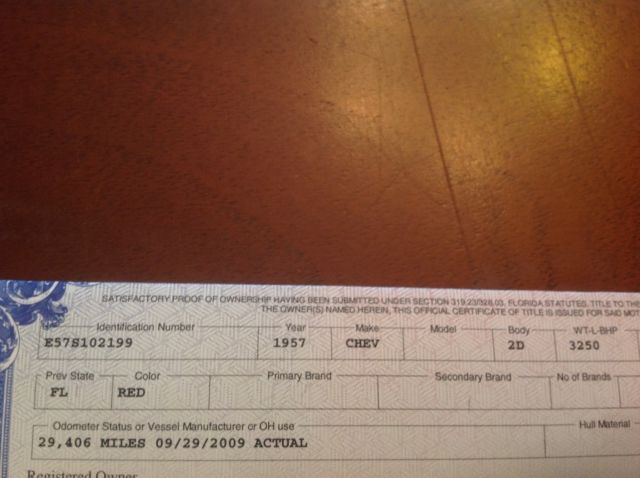 SATISFACTORY PROOF OF OWNERSHIP HAVING BEEN SUBMITTED UNDER SECTION 319.23/328.03, FLORIDA STATUTES, TITLE TO THE
THE OWNER(S) NAMED HEREIN, THIS OFFICIAL CERTIFICATE OF TITLE IS ISSUED FOR SAID MOT
Identification Number Year Make Model Body WT-L-BHP
E57S102199 1957 CHEV 2D 3250
Prev State Color Primary Brand Secondary Brand No of Brands
FL RED
Odometer Status or Vessel Manufacturer or OH use Hull Material
29,406 MILES 09/29/2009 ACTUAL
Registered Owner